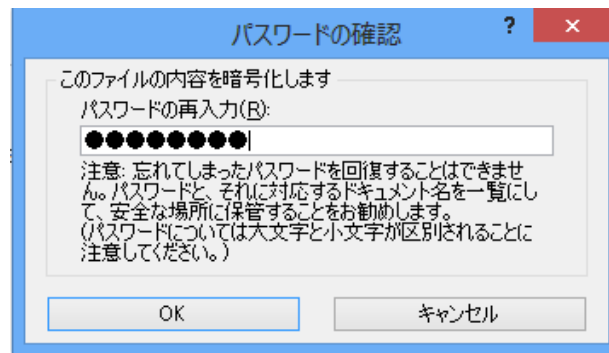 パスワードの確認
?
×
このファイルの内容を暗号化します
パスワードの再入力(R):
●●●●●●●●
注意: 忘れてしまったパスワードを回復することはできませ
ん。パスワードと、それに対応するドキュメント名を一覧にし
て、安全な場所に保管することをお勧めします。
(パスワードについては大文字と小文字が区別されることに
注意してください。)
OK
キャンセル